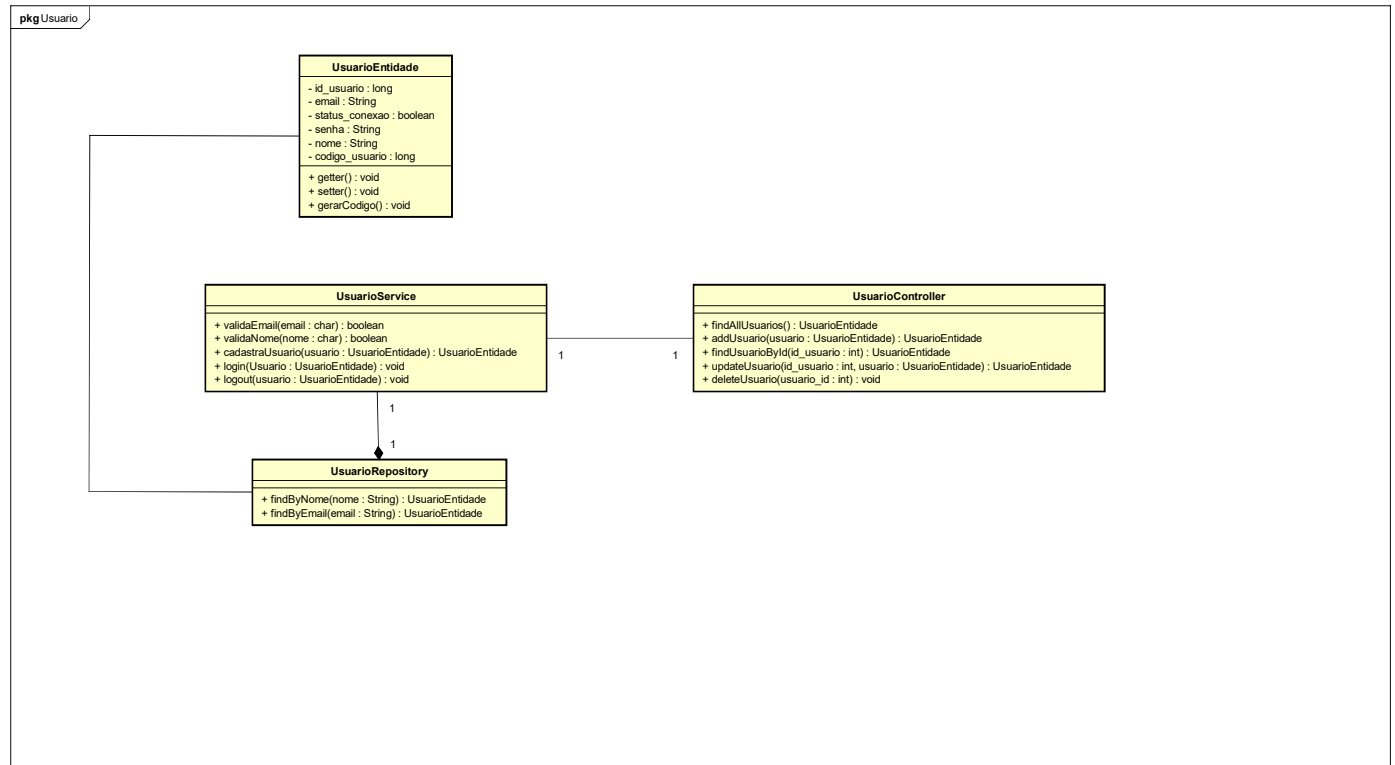 pkg Usuario
UsuarioEntidade
- id_usuario : long
- email : String
- status_conexao : boolean
- senha : String
- nome : String
- codigo_usuario : long
+ getter() : void
+ setter() : void
+ gerarCodigo() : void
UsuarioService
+ validaEmail(email : char) : boolean
+ validaNome(nome : char) : boolean
+ cadastraUsuario(usuario : UsuarioEntidade) : UsuarioEntidade
+ login(Usuario : UsuarioEntidade) : void
+ logout(usuario : UsuarioEntidade) : void
1
1
UsuarioController
+ findAllUsuarios() : UsuarioEntidade
+ addUsuario(usuario : UsuarioEntidade) : UsuarioEntidade
+ findUsuarioById(id_usuario : int) : UsuarioEntidade
+ updateUsuario(id_usuario : int, usuario : UsuarioEntidade) : UsuarioEntidade
+ deleteUsuario(usuario_id : int) : void
1
1
UsuarioRepository
+ findByNome(nome : String) : UsuarioEntidade
+ findByEmail(email : String) : UsuarioEntidade